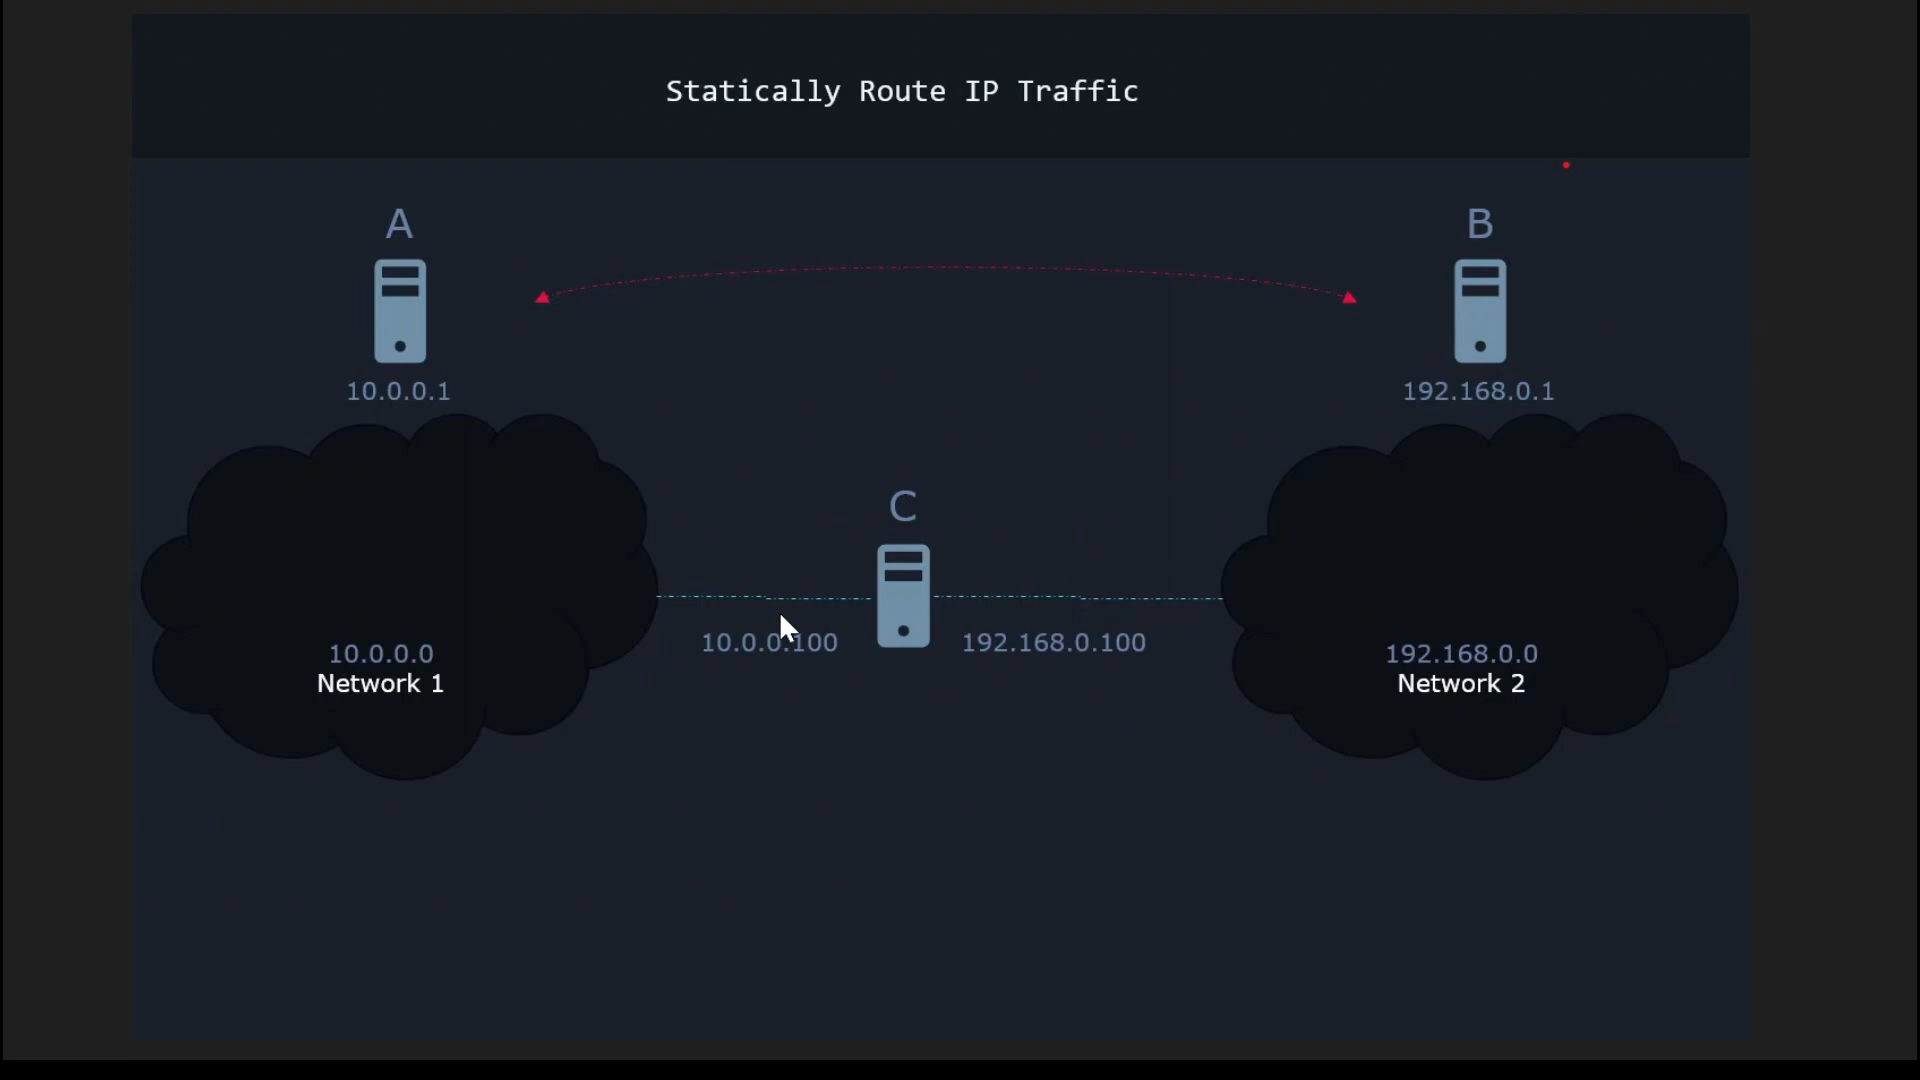 Statically Route IP Traffic
A
B
10.0.0.1
192.168.0.1
C
10.0.0.100
192.168.0.100
10.0.0.0
Network 1
192.168.0.0
Network 2